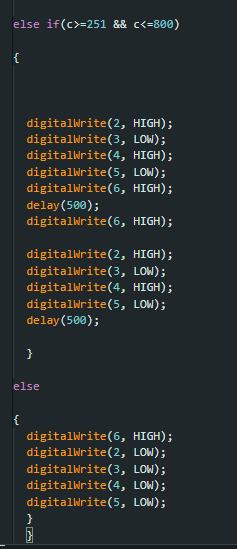 else if(c>=251 && c<=800)
{
digitalWrite(2, HIGH);
digitalWrite(3, LOW);
digitalWrite(4, HIGH);
digitalWrite(5, LOW);
digitalWrite(6, HIGH);
delay(500);
digitalWrite(6, HIGH);
digitalWrite(2, HIGH);
digitalWrite(3, LOW);
digitalWrite(4, HIGH);
digitalWrite(5, LOW);
delay(500);
}
else
{
digitalWrite(6, HIGH);
digitalWrite(2, LOW);
digitalWrite(3, LOW);
digitalWrite(4, LOW);
digitalWrite(5, LOW);
}
}